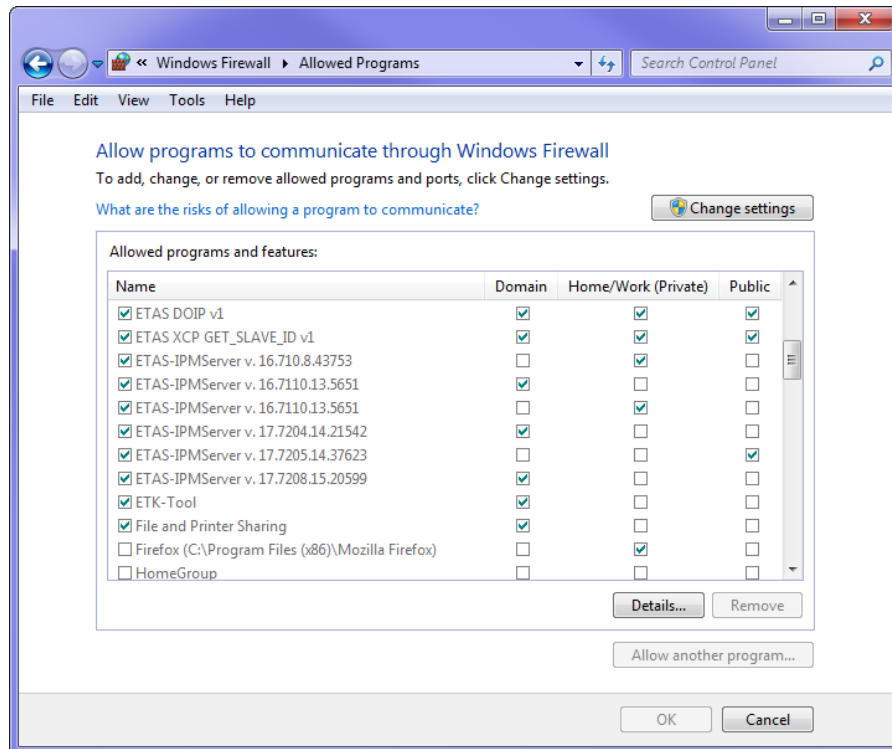 « Windows Firewall ▸ Allowed Programs
Search Control Panel
File Edit View Tools Help
Allow programs to communicate through Windows Firewall
To add, change, or remove allowed programs and ports, click Change settings.
What are the risks of allowing a program to communicate?
Change settings
Allowed programs and features:
Name Domain Home/Work (Private) Public
ETAS DOIP v1
ETAS XCP GET_SLAVE_ID v1
ETAS-IPMServer v. 16.710.8.43753
ETAS-IPMServer v. 16.7110.13.5651
ETAS-IPMServer v. 16.7110.13.5651
ETAS-IPMServer v. 17.7204.14.21542
ETAS-IPMServer v. 17.7205.14.37623
ETAS-IPMServer v. 17.7208.15.20599
ETK-Tool
File and Printer Sharing
Firefox (C:\Program Files (x86)\Mozilla Firefox)
HomeGroup
Details... Remove
Allow another program...
OK Cancel